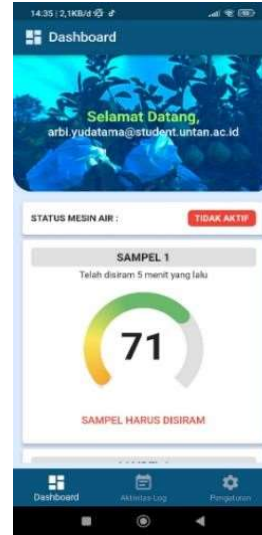 14:35 | 2,1KB/d
Dashboard
Selamat Datang,
arbi.yudatama@student.untan.ac.id
STATUS MESIN AIR :
TIDAK AKTIF
SAMPEL 1
Telah disiram 5 menit yang lalu
71
SAMPEL HARUS DISIRAM
Dashboard
Aktivitas Log
Pengaturan